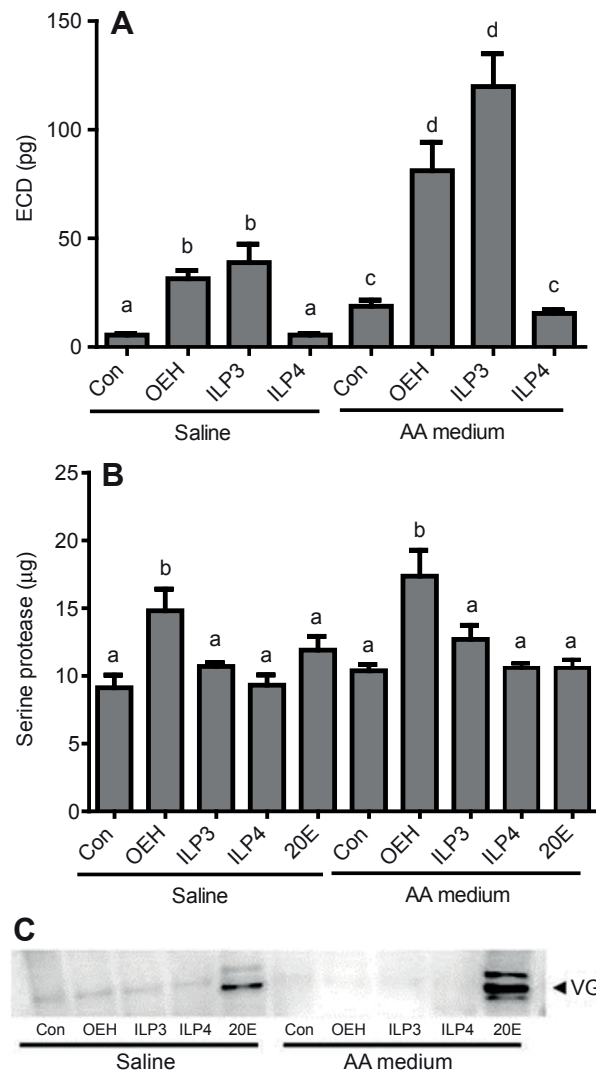 A
ECD (pg)
150
100
50
0
a
b
b
a
c
d
d
c
Con
OEH
ILP3
ILP4
Con
OEH
ILP3
ILP4
Saline
AA medium
B
Serine protease (µg)
25
20
15
10
5
0
a
b
a
a
a
a
b
a
a
a
Con
OEH
ILP3
ILP4
20E
Con
OEH
ILP3
ILP4
20E
Saline
AA medium
C
VG
Con OEH ILP3 ILP4 20E Con OEH ILP3 ILP4 20E
Saline
AA medium